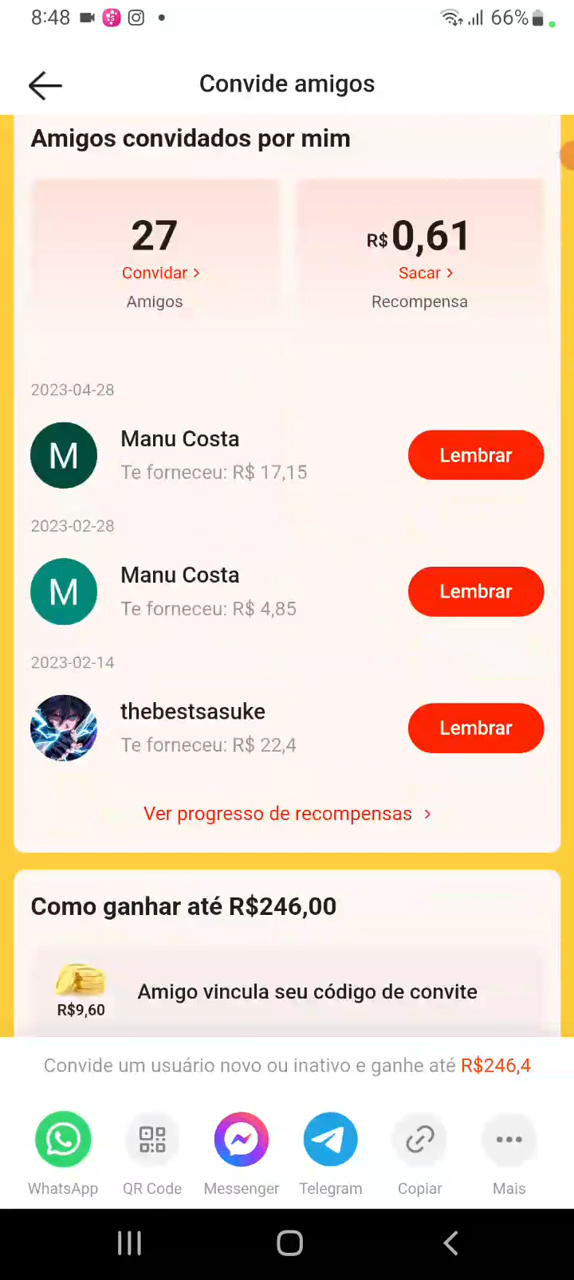 8:48
66%
Convide amigos
Amigos convidados por mim
27
R$0,61
Convidar >
Sacar >
Amigos
Recompensa
2023-04-28
M
Manu Costa
Te forneceu: R$ 17,15
Lembrar
2023-02-28
M
Manu Costa
Te forneceu: R$ 4,85
Lembrar
2023-02-14
thebestsasuke
Te forneceu: R$ 22,4
Lembrar
Ver progresso de recompensas >
Como ganhar até R$246,00
R$9,60
Amigo vincula seu código de convite
Convide um usuário novo ou inativo e ganhe até R$246,4
WhatsApp
QR Code
Messenger
Telegram
Copiar
Mais